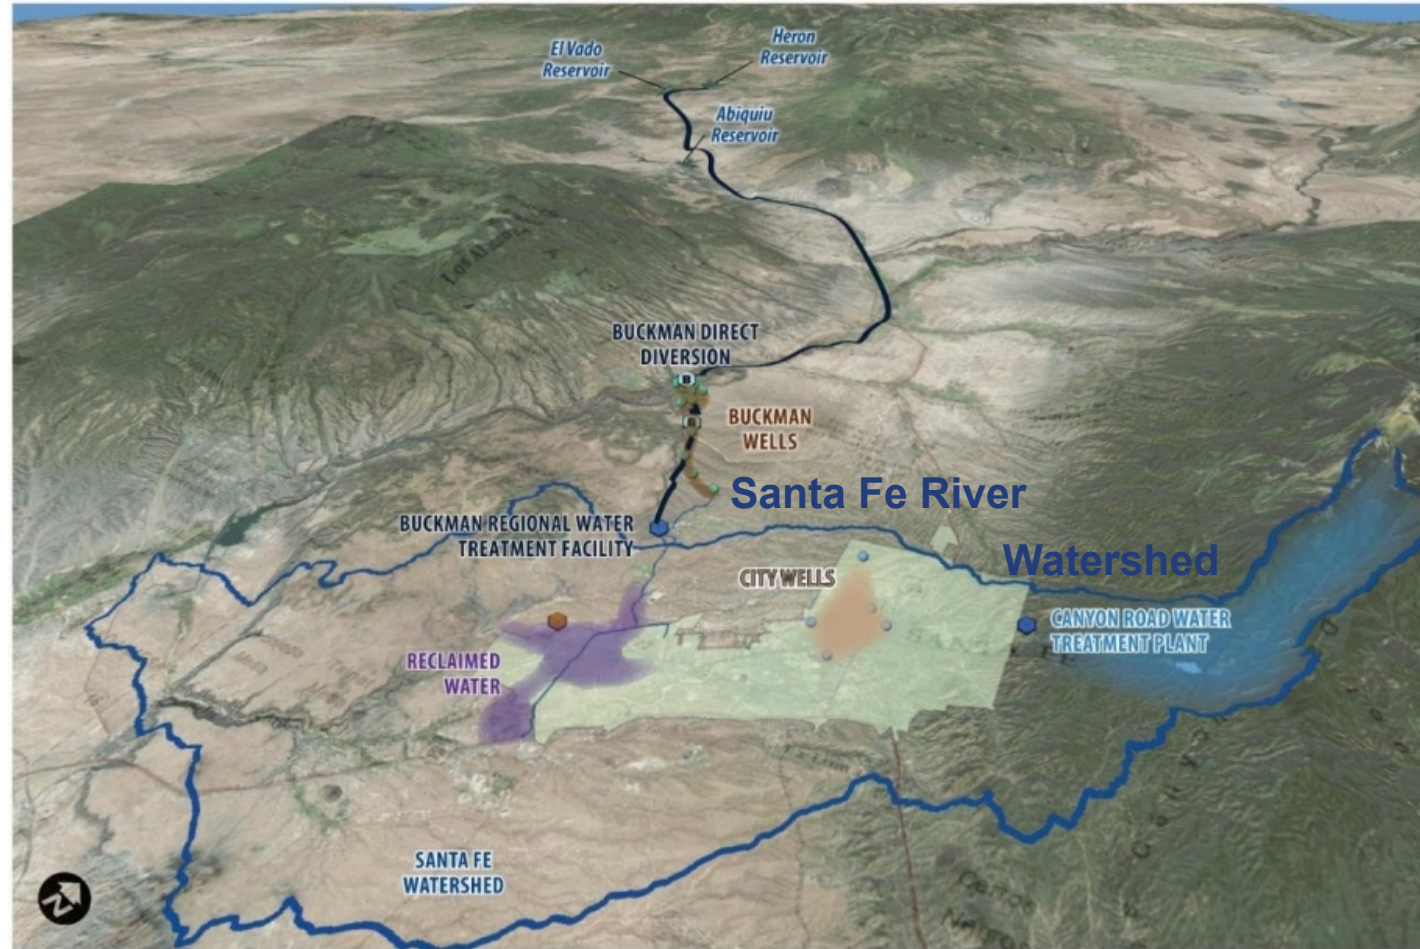 El Vado
Reservoir
Heron
Reservoir
Abiquiu
Reservoir
BUCKMAN DIRECT
DIVERSION
B
BUCKMAN
WELLS
Santa Fe River
BUCKMAN REGIONAL WATER
TREATMENT FACILITY
Watershed
CITY WELLS
CANYON ROAD WATER
TREATMENT PLANT
RECLAIMED
WATER
SANTA FE
WATERSHED
N